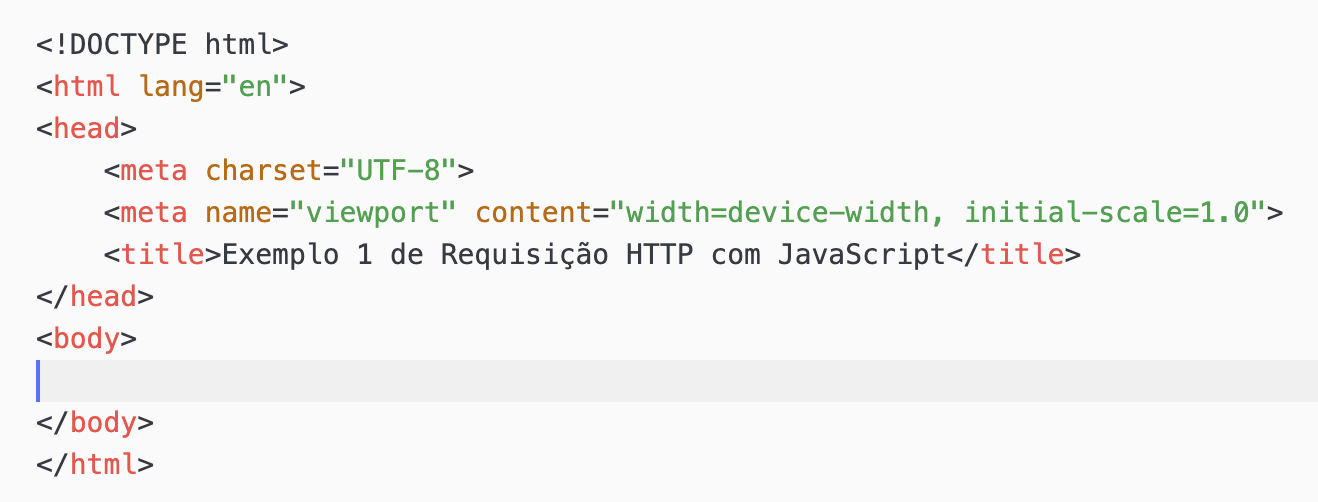 <!DOCTYPE html>
<html lang="en">
<head>
    <meta charset="UTF-8">
    <meta name="viewport" content="width=device-width, initial-scale=1.0">
    <title>Exemplo 1 de Requisição HTTP com JavaScript</title>
</head>
<body>
</body>
</html>